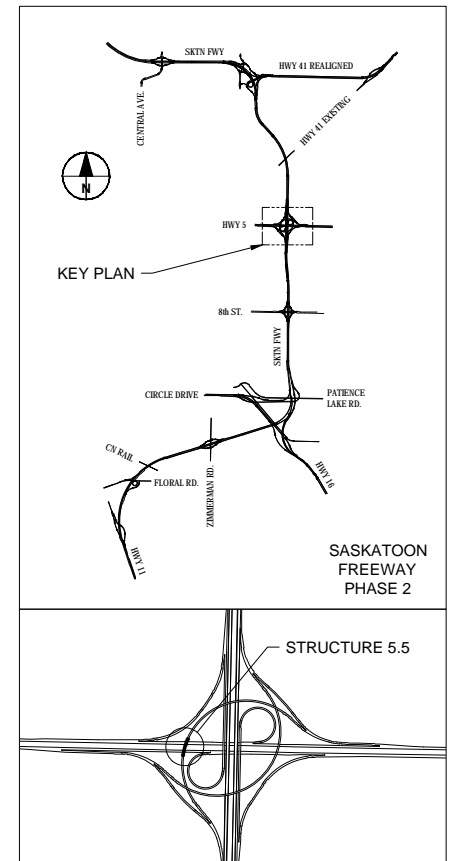 SKTN FWY
HWY 41 REALIGNED
CENTRAL AVE.
HWY 41 EXISTING
N
HWY 5
KEY PLAN
8th ST.
SKTN FWY
CIRCLE DRIVE
PATIENCE
LAKE RD.
CN RAIL
ZIMMERMAN RD.
FLORAL RD.
HWY 16
HWY 11
SASKATOON
FREEWAY
PHASE 2
STRUCTURE 5.5